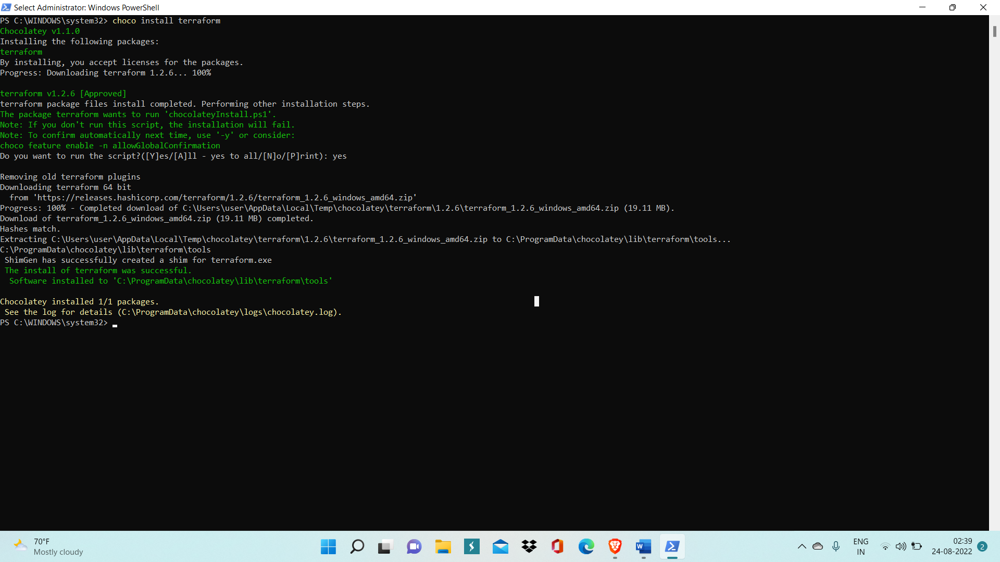 Select Administrator: Windows PowerShell
PS C:\WINDOWS\system32> choco install terraform
Chocolatey v1.1.0
Installing the following packages:
terraform
By installing, you accept licenses for the packages.
Progress: Downloading terraform 1.2.6... 100%
terraform v1.2.6 [Approved]
terraform package files install completed. Performing other installation steps.
The package terraform wants to run 'chocolateyInstall.ps1'.
Note: If you don't run this script, the installation will fail.
Note: To confirm automatically next time, use '-y' or consider:
choco feature enable -n allowGlobalConfirmation
Do you want to run the script?([Y]es/[A]ll - yes to all/[N]o/[P]rint): yes
Removing old terraform plugins
Downloading terraform 64 bit
  from 'https://releases.hashicorp.com/terraform/1.2.6/terraform_1.2.6_windows_amd64.zip'
Progress: 100% - Completed download of C:\Users\user\AppData\Local\Temp\chocolatey\terraform\1.2.6\terraform_1.2.6_windows_amd64.zip (19.11 MB).
Download of terraform_1.2.6_windows_amd64.zip (19.11 MB) completed.
Hashes match.
Extracting C:\Users\user\AppData\Local\Temp\chocolatey\terraform\1.2.6\terraform_1.2.6_windows_amd64.zip to C:\ProgramData\chocolatey\lib\terraform\tools...
C:\ProgramData\chocolatey\lib\terraform\tools
 ShimGen has successfully created a shim for terraform.exe
 The install of terraform was successful.
  Software installed to 'C:\ProgramData\chocolatey\lib\terraform\tools'
Chocolatey installed 1/1 packages.
 See the log for details (C:\ProgramData\chocolatey\logs\chocolatey.log).
PS C:\WINDOWS\system32>
70°F
Mostly cloudy
W
ENG
IN
02:39
24-08-2022
2